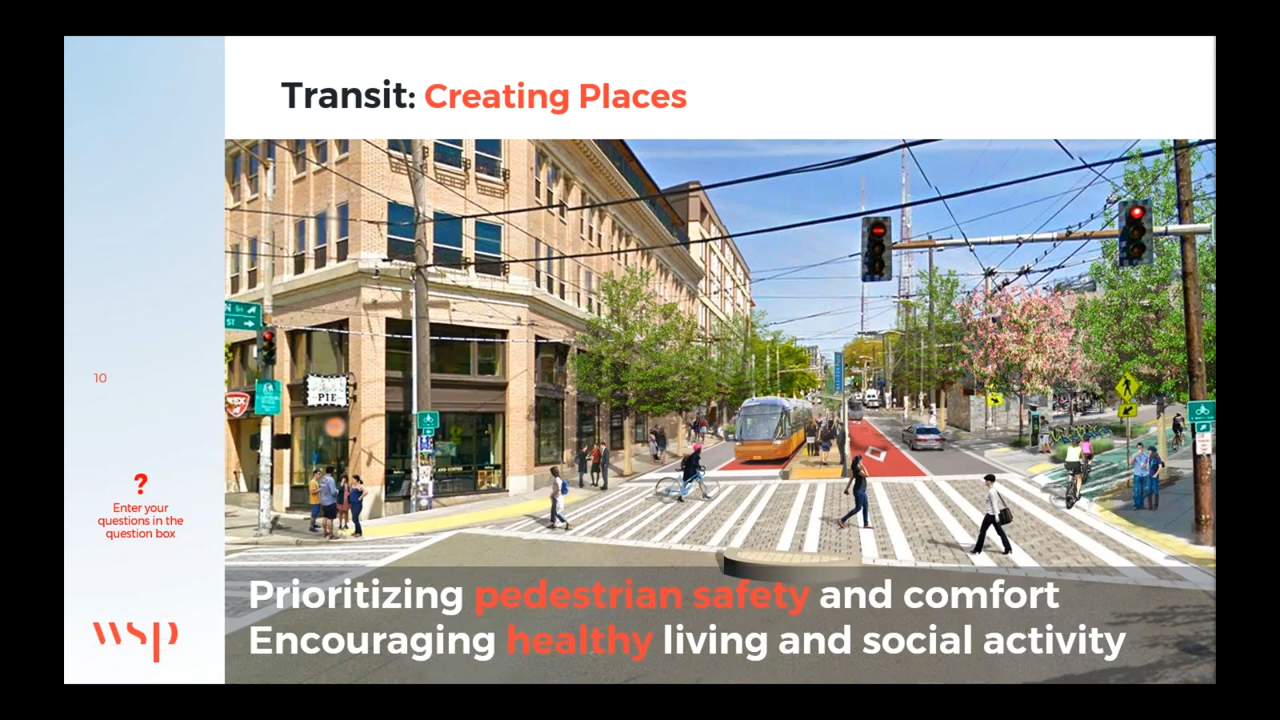 Transit: Creating Places
N
ST
PIE
10
?
Enter your
questions in the
question box
wsp
Prioritizing pedestrian safety and comfort
Encouraging healthy living and social activity